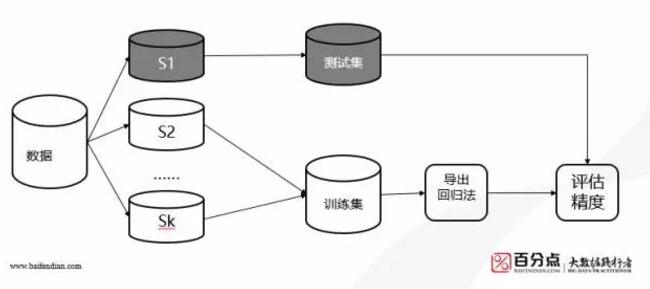 S1
测试集
数据
S2
......
Sk
训练集
导出
回归法
评估
精度
www.baifendian.com
百分点
BAIFENDIAN.COM
大数据践行者
BIG DATA PRACTITIONER